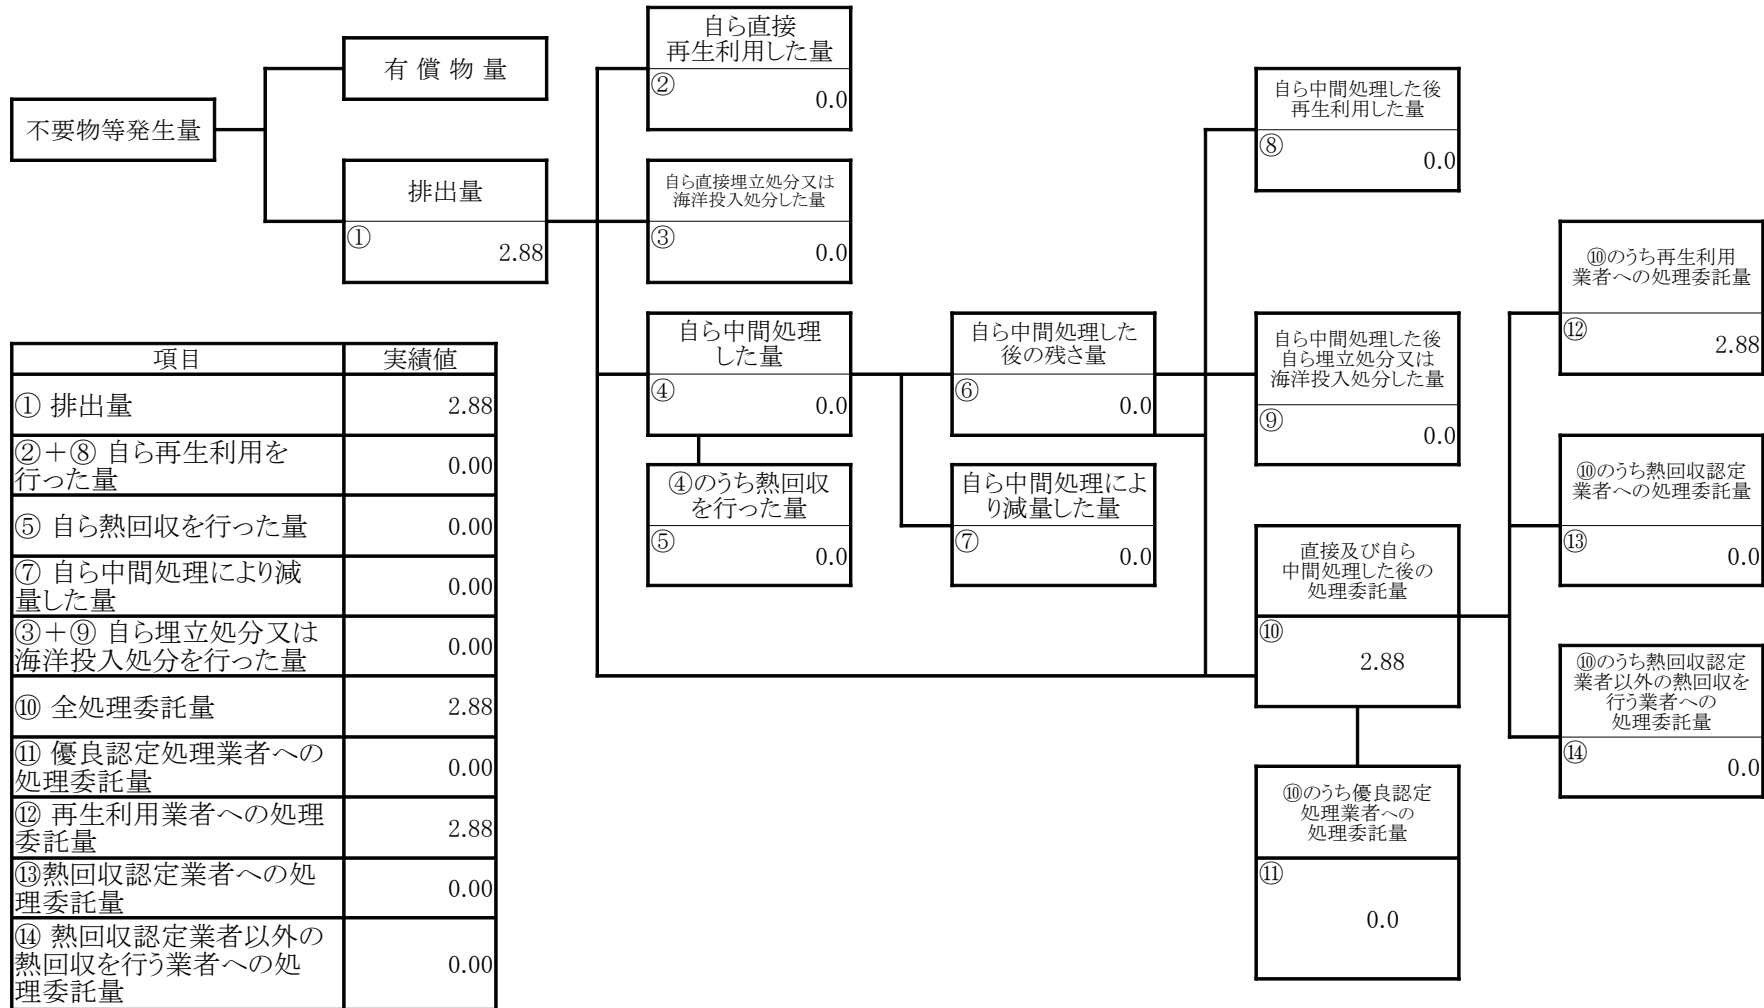 不要物等発生量
有 償 物 量
排出量
①
2.88
自ら直接
再生利用した量
②
0.0
自ら直接埋立処分又は
海洋投入処分した量
③
0.0
自ら中間処理
した量
④
0.0
④のうち熱回収
を行った量
⑤
0.0
自ら中間処理した
後の残さ量
⑥
0.0
自ら中間処理によ
り減量した量
⑦
0.0
自ら中間処理した後
再生利用した量
⑧
0.0
自ら中間処理した後
自ら埋立処分又は
海洋投入処分した量
⑨
0.0
直接及び自ら
中間処理した後の
処理委託量
⑩
2.88
⑩のうち優良認定
処理業者への
処理委託量
⑪
0.0
⑩のうち再生利用
業者への処理委託量
⑫
2.88
⑩のうち熱回収認定
業者への処理委託量
⑬
0.0
⑩のうち熱回収認定
業者以外の熱回収を
行う業者への
処理委託量
⑭
0.0
項目 実績値
① 排出量 2.88
②＋⑧ 自ら再生利用を
行った量 0.00
⑤ 自ら熱回収を行った量 0.00
⑦ 自ら中間処理により減
量した量 0.00
③＋⑨ 自ら埋立処分又は
海洋投入処分を行った量 0.00
⑩ 全処理委託量 2.88
⑪ 優良認定処理業者への
処理委託量 0.00
⑫ 再生利用業者への処理
委託量 2.88
⑬熱回収認定業者への処
理委託量 0.00
⑭ 熱回収認定業者以外の
熱回収を行う業者への処
理委託量 0.00